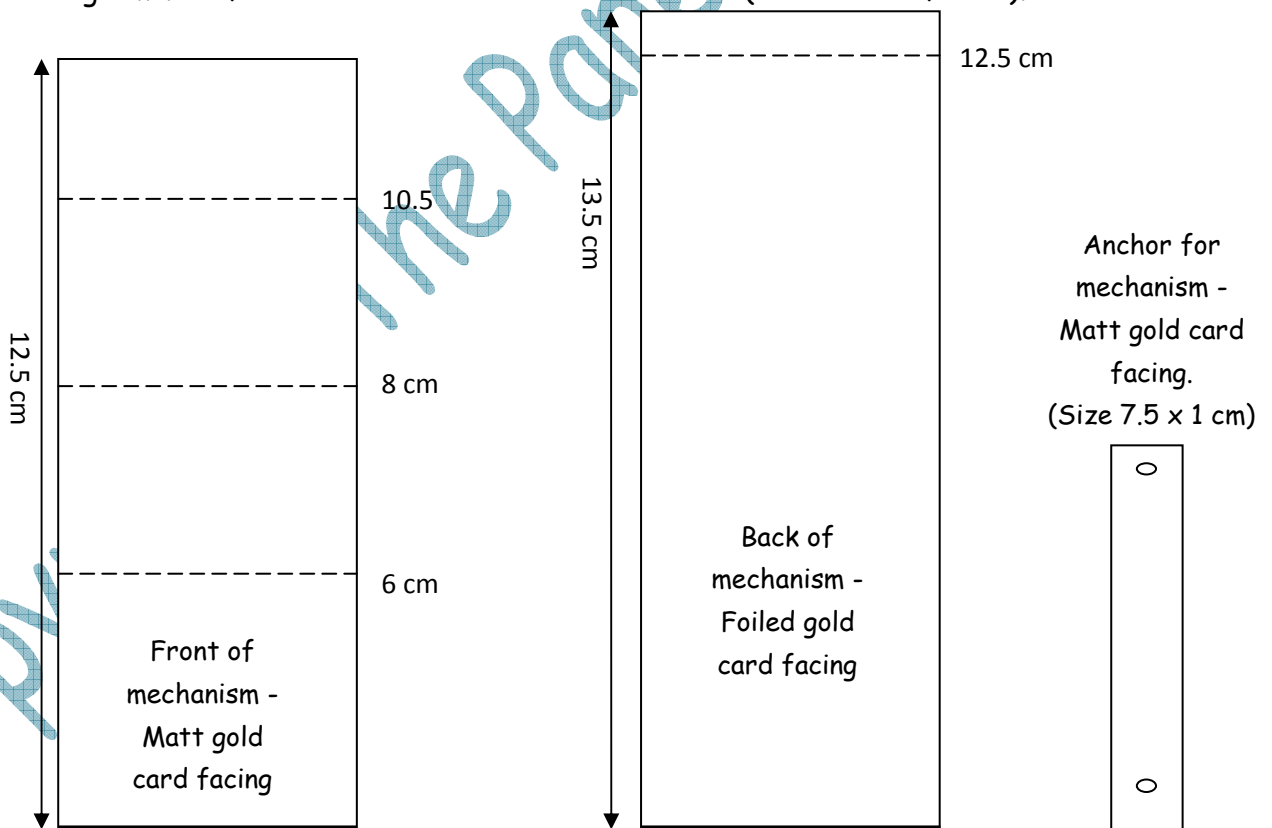 12.5 cm
10.5
8 cm
6 cm
Front of
mechanism -
Matt gold
card facing
13.5 cm
12.5 cm
Back of
mechanism -
Foiled gold
card facing
Anchor for
mechanism -
Matt gold card
facing.
(Size 7.5 x 1 cm)